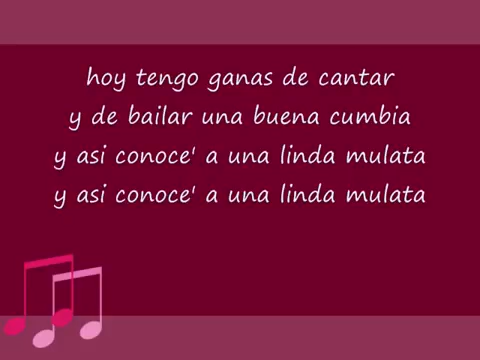 hoy tengo ganas de cantar
y de bailar una buena cumbia
y asi conoce' a una linda mulata
y asi conoce' a una linda mulata